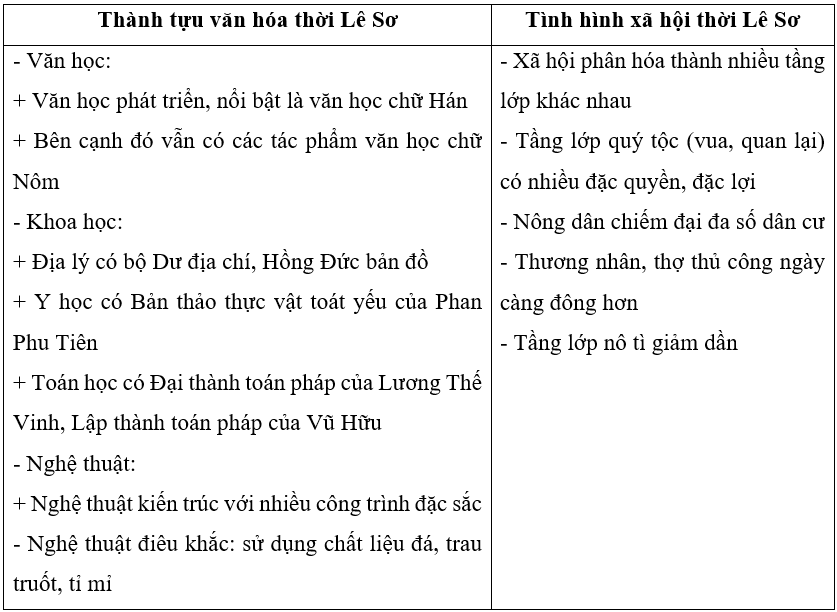 Thành tựu văn hóa thời Lê Sơ
- Văn học:
+ Văn học phát triển, nổi bật là văn học chữ Hán
+ Bên cạnh đó vẫn có các tác phẩm văn học chữ
Nôm
- Khoa học:
+ Địa lý có bộ Dư địa chí, Hồng Đức bản đồ
+ Y học có Bản thảo thực vật toát yếu của Phan
Phu Tiên
+ Toán học có Đại thành toán pháp của Lương Thế
Vinh, Lập thành toán pháp của Vũ Hữu
- Nghệ thuật:
+ Nghệ thuật kiến trúc với nhiều công trình đặc sắc
- Nghệ thuật điêu khắc: sử dụng chất liệu đá, trau
truốt, tỉ mỉ
Tình hình xã hội thời Lê Sơ
- Xã hội phân hóa thành nhiều tầng
lớp khác nhau
- Tầng lớp quý tộc (vua, quan lại)
có nhiều đặc quyền, đặc lợi
- Nông dân chiếm đại đa số dân cư
- Thương nhân, thợ thủ công ngày
càng đông hơn
- Tầng lớp nô tì giảm dần